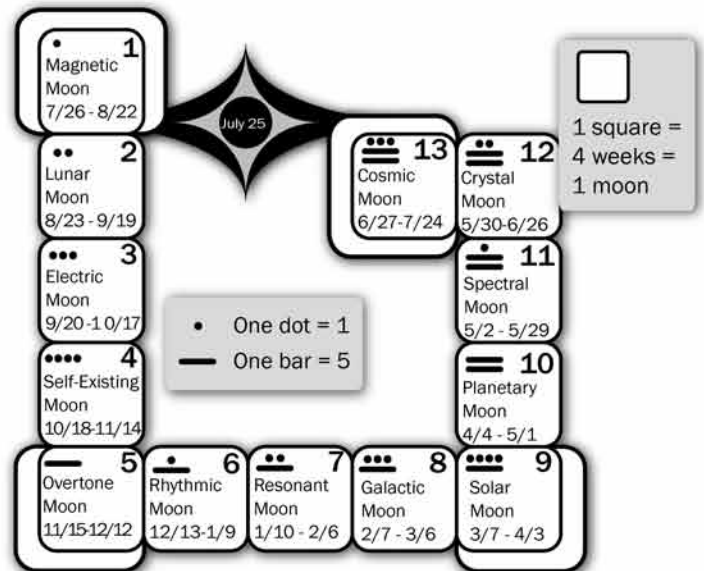 1
Magnetic
Moon
7/26 - 8/22
July 25
2
Lunar
Moon
8/23 - 9/19
3
Electric
Moon
9/20 -1 0/17
4
Self-Existing
Moon
10/18-11/14
5
Overtone
Moon
11/15-12/12
6
Rhythmic
Moon
12/13-1/9
7
Resonant
Moon
1/10 - 2/6
8
Galactic
Moon
2/7 - 3/6
9
Solar
Moon
3/7 - 4/3
10
Planetary
Moon
4/4 - 5/1
11
Spectral
Moon
5/2 - 5/29
12
Crystal
Moon
5/30-6/26
13
Cosmic
Moon
6/27-7/24
1 square =
4 weeks =
1 moon
One dot = 1
One bar = 5